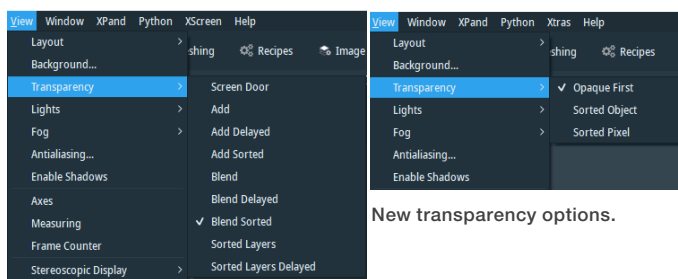 View Window XPand Python XScreen Help
Layout
shing Recipes Image
Background...
Transparency
Screen Door
Lights
Add
Fog
Add Delayed
Antialiasing...
Add Sorted
Enable Shadows
Blend
Axes
Blend Delayed
Measuring
Blend Sorted
Frame Counter
Sorted Layers
Stereoscopic Display
Sorted Layers Delayed
View Window XPand Python Xtras Help
Layout
shing Recipes
Background...
Transparency
Opaque First
Lights
Sorted Object
Fog
Sorted Pixel
Antialiasing...
Enable Shadows
New transparency options.